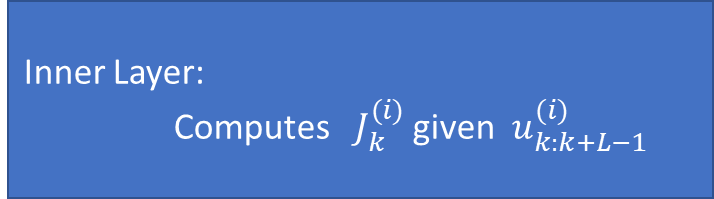 Inner Layer:
Computes $J_k^{(i)}$ given $u_{k:k+L-1}^{(i)}$